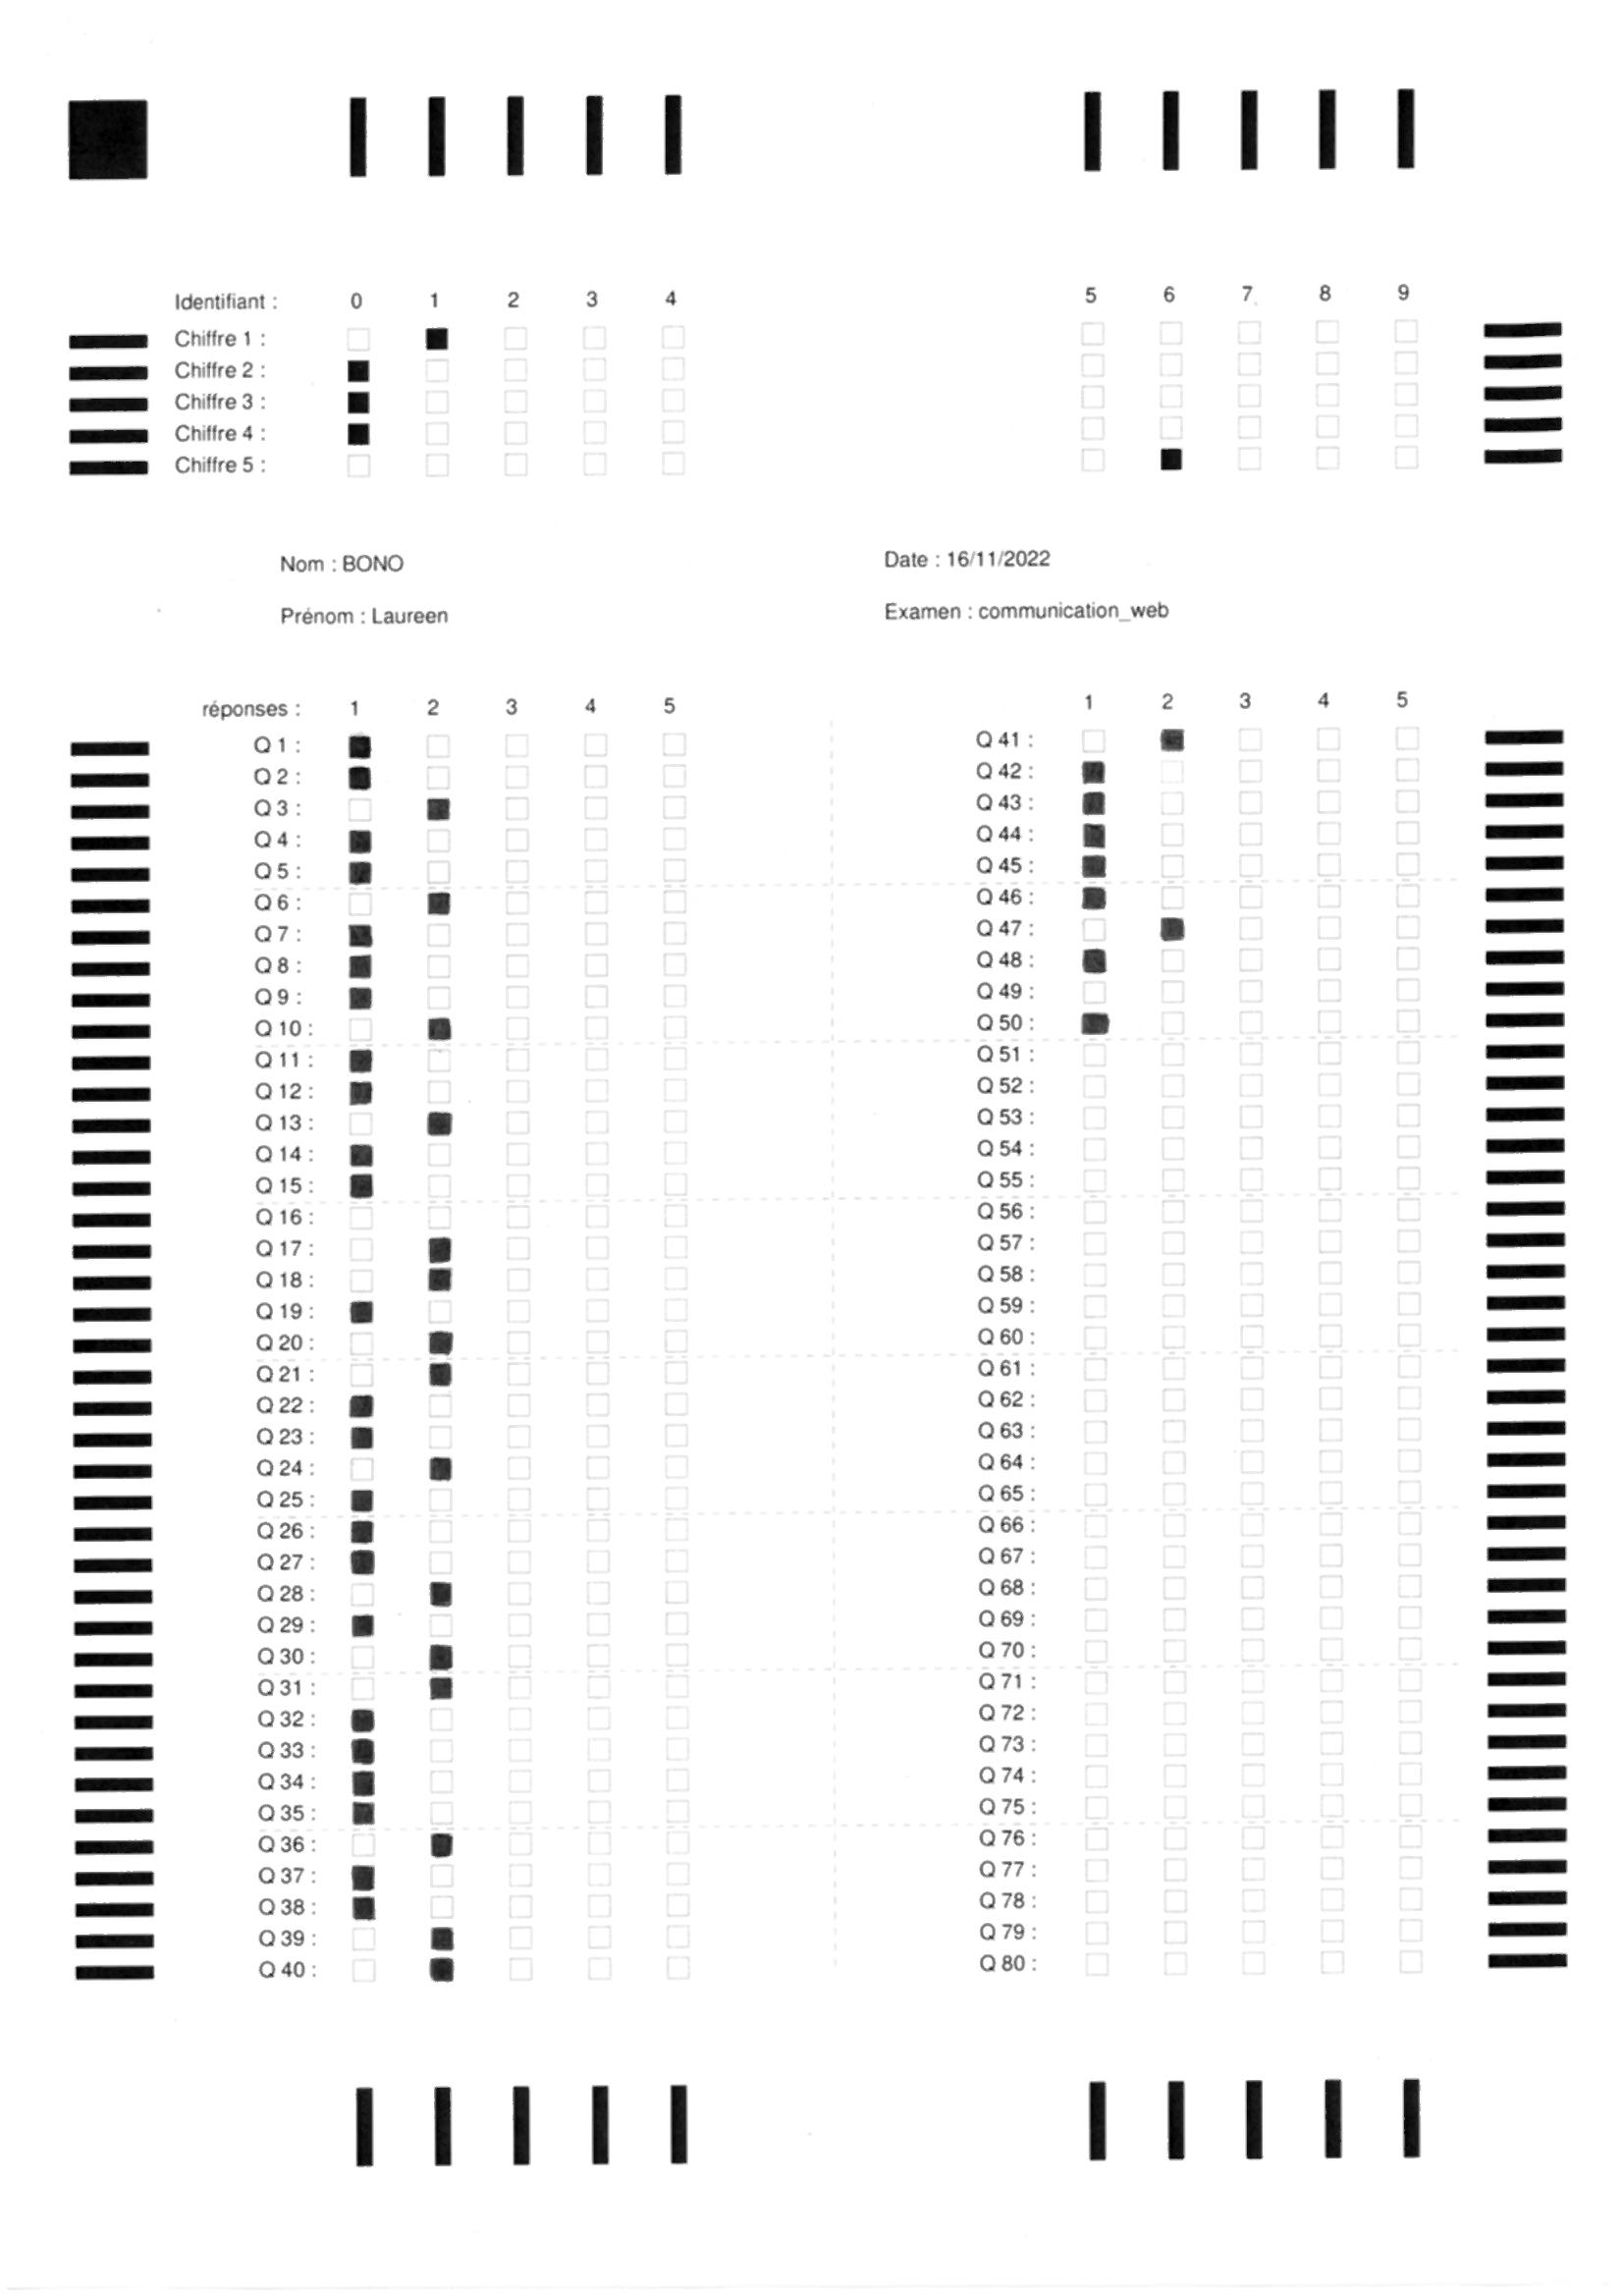 Identifiant : 0 1 2 3 4 5 6 7 8 9
Chiffre 1 :
Chiffre 2 :
Chiffre 3 :
Chiffre 4 :
Chiffre 5 :
Nom : BONO
Date : 16/11/2022
Prénom : Laureen
Examen : communication_web
réponses : 1 2 3 4 5
Q 1 :
Q 2 :
Q 3 :
Q 4 :
Q 5 :
Q 6 :
Q 7 :
Q 8 :
Q 9 :
Q 10 :
Q 11 :
Q 12 :
Q 13 :
Q 14 :
Q 15 :
Q 16 :
Q 17 :
Q 18 :
Q 19 :
Q 20 :
Q 21 :
Q 22 :
Q 23 :
Q 24 :
Q 25 :
Q 26 :
Q 27 :
Q 28 :
Q 29 :
Q 30 :
Q 31 :
Q 32 :
Q 33 :
Q 34 :
Q 35 :
Q 36 :
Q 37 :
Q 38 :
Q 39 :
Q 40 :
1 2 3 4 5
Q 41 :
Q 42 :
Q 43 :
Q 44 :
Q 45 :
Q 46 :
Q 47 :
Q 48 :
Q 49 :
Q 50 :
Q 51 :
Q 52 :
Q 53 :
Q 54 :
Q 55 :
Q 56 :
Q 57 :
Q 58 :
Q 59 :
Q 60 :
Q 61 :
Q 62 :
Q 63 :
Q 64 :
Q 65 :
Q 66 :
Q 67 :
Q 68 :
Q 69 :
Q 70 :
Q 71 :
Q 72 :
Q 73 :
Q 74 :
Q 75 :
Q 76 :
Q 77 :
Q 78 :
Q 79 :
Q 80 :